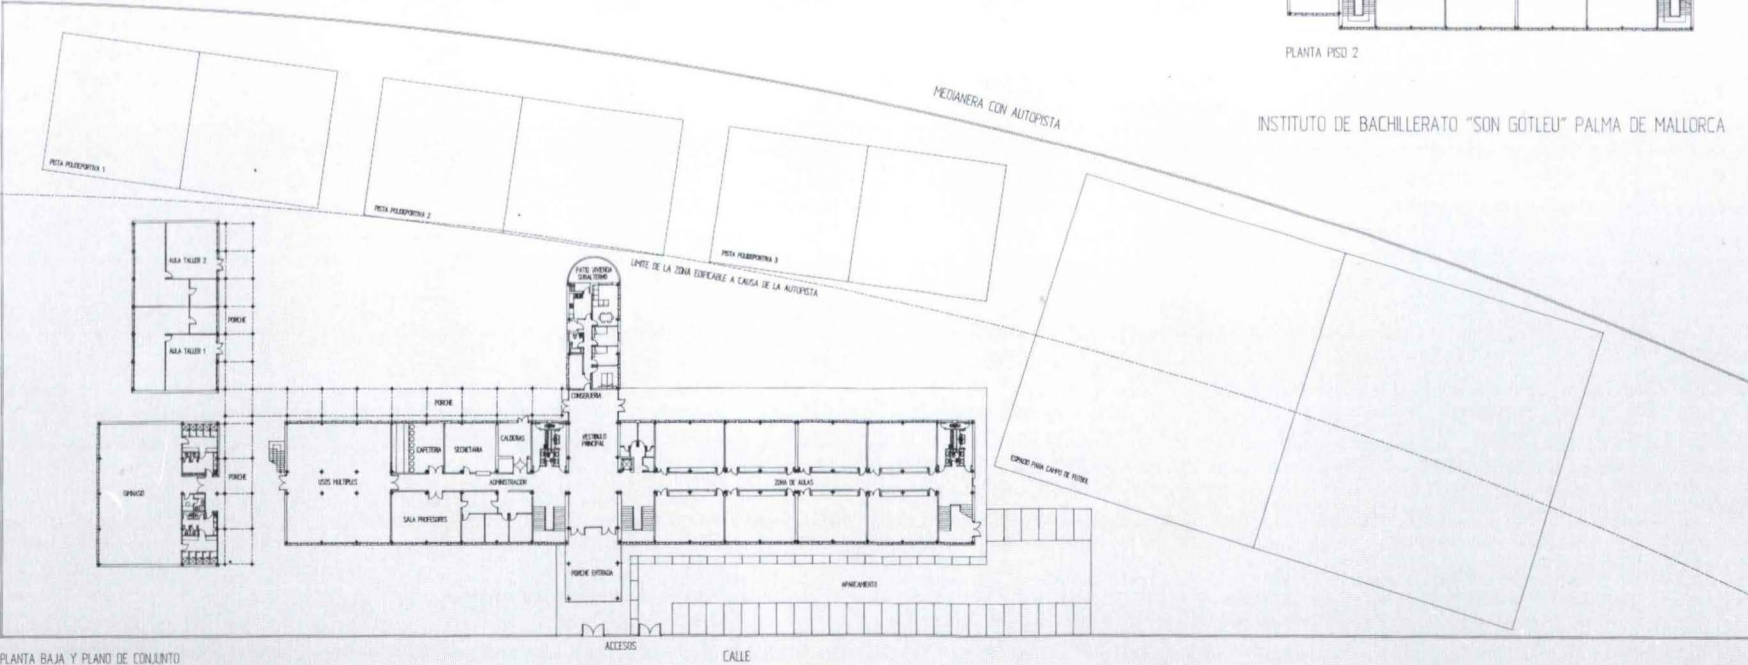 PLANTA PISO 2
MEDIANERA CON AUTOPISTA
INSTITUTO DE BACHILLERATO "SON GOTLEU" PALMA DE MALLORCA
PISTA POLIDEPORTIVA 1
PISTA POLIDEPORTIVA 2
PISTA POLIDEPORTIVA 3
LIMITE DE LA ZONA EDIFICABLE A CAUSA DE LA AUTOPISTA
PATIO VIVIENDA
SUBALTERNO
AULA TALLER 2
PORCHE
AULA TALLER 1
CONSERJERIA
PORCHE
CAFETERIA
SECRETARIA
CALDERAS
VESTIBULO
PRINCIPAL
ESPACIO PARA CAMPO DE FUTBOL
GIMNASIO
PORCHE
USOS MULTIPLES
ADMINISTRACION
ZONA DE AULAS
SALA PROFESORES
PORCHE ENTRADA
APARCAMIENTO
ACCESOS
CALLE
PLANTA BAJA Y PLANO DE CONJUNTO